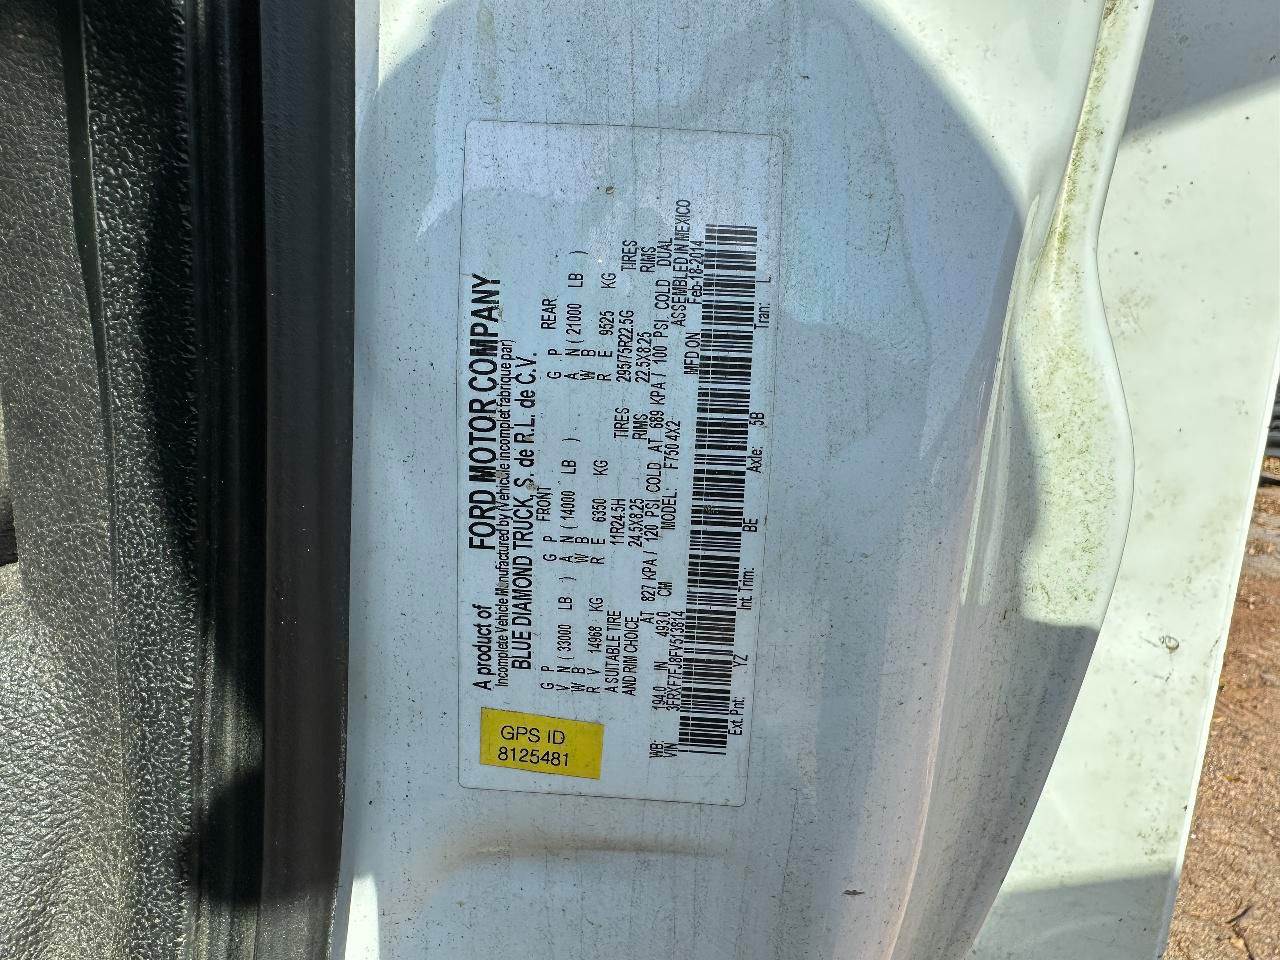 A product of FORD MOTOR COMPANY
Incomplete Vehicle Manufactured by (Vehicule incomplet fabrique par)
BLUE DIAMOND TRUCK, S. de R.L. de C.V.
FRONT REAR
G P G P G P
V N ( 33000 LB ) A N ( 14000 LB ) A N ( 21000 LB )
W B W B W B
R V 14968 KG R E 6350 KG R E 9525 KG
A SUITABLE TIRE 11R24.5H TIRES 295/75R22.5G TIRES
AND RIM CHOICE 24.5X8.25 RIMS 22.5X8.25 RIMS
AT 827 KPA / 120 PSI COLD AT 689 KPA / 100 PSI COLD DUAL
WB: 194.0 IN 493.0 CM MODEL: F750 4X2 ASSEMBLED IN MEXICO
VIN 3FRXF7FJ8FV513814 MFD ON Feb-18-2014
Ext. Pnt: YZ Int. Trim: BE Axle: 5B Tran: L
GPS ID
8125481